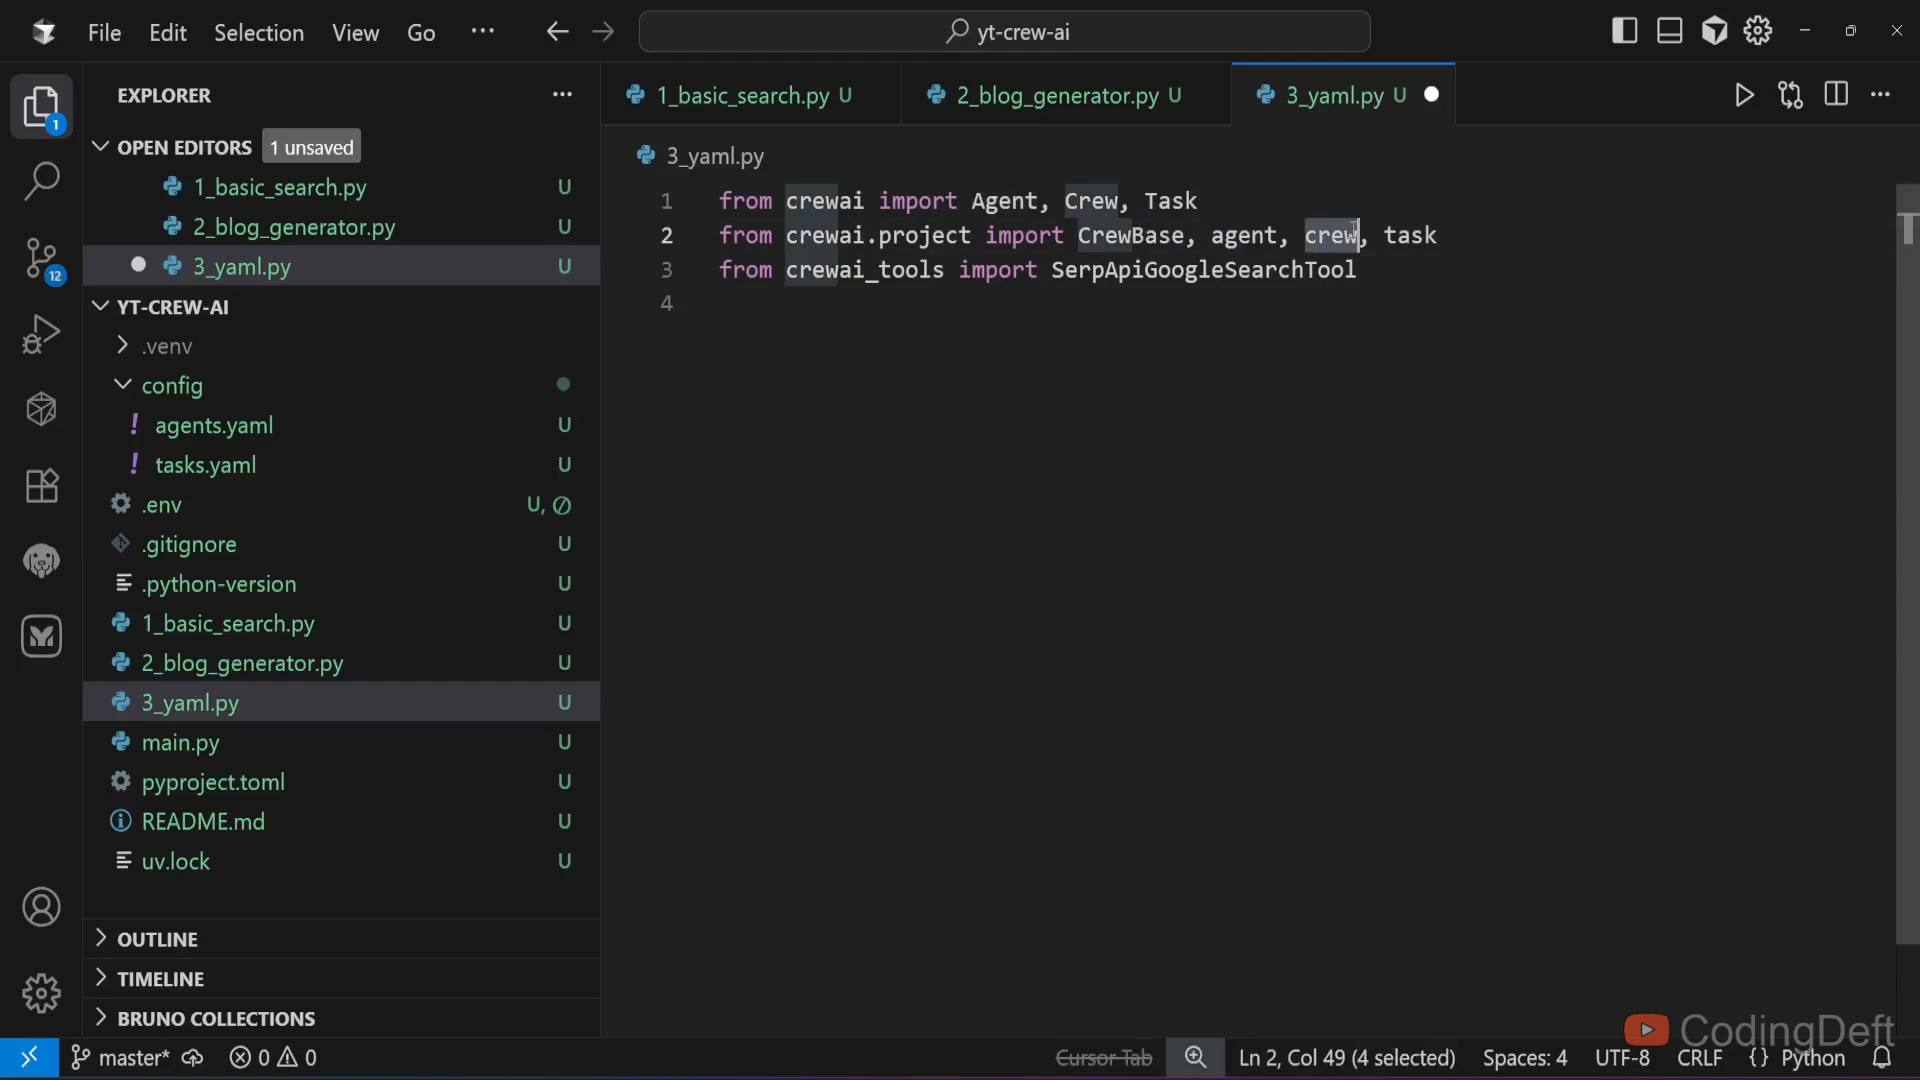 File Edit Selection View Go ··· yt-crew-ai
EXPLORER ···
1_basic_search.py U 2_blog_generator.py U 3_yaml.py U
OPEN EDITORS 1 unsaved
1_basic_search.py U
2_blog_generator.py U
3_yaml.py U
YT-CREW-AI
.venv
config
agents.yaml U
tasks.yaml U
.env U,
.gitignore U
.python-version U
1_basic_search.py U
2_blog_generator.py U
3_yaml.py U
main.py U
pyproject.toml U
README.md U
uv.lock U
OUTLINE
TIMELINE
BRUNO COLLECTIONS
1
12
3_yaml.py
1 from crewai import Agent, Crew, Task
2 from crewai.project import CrewBase, agent, crew, task
3 from crewai_tools import SerpApiGoogleSearchTool
4
CodingDeft
master* 0 0 Cursor Tab Ln 2, Col 49 (4 selected) Spaces: 4 UTF-8 CRLF {} Python